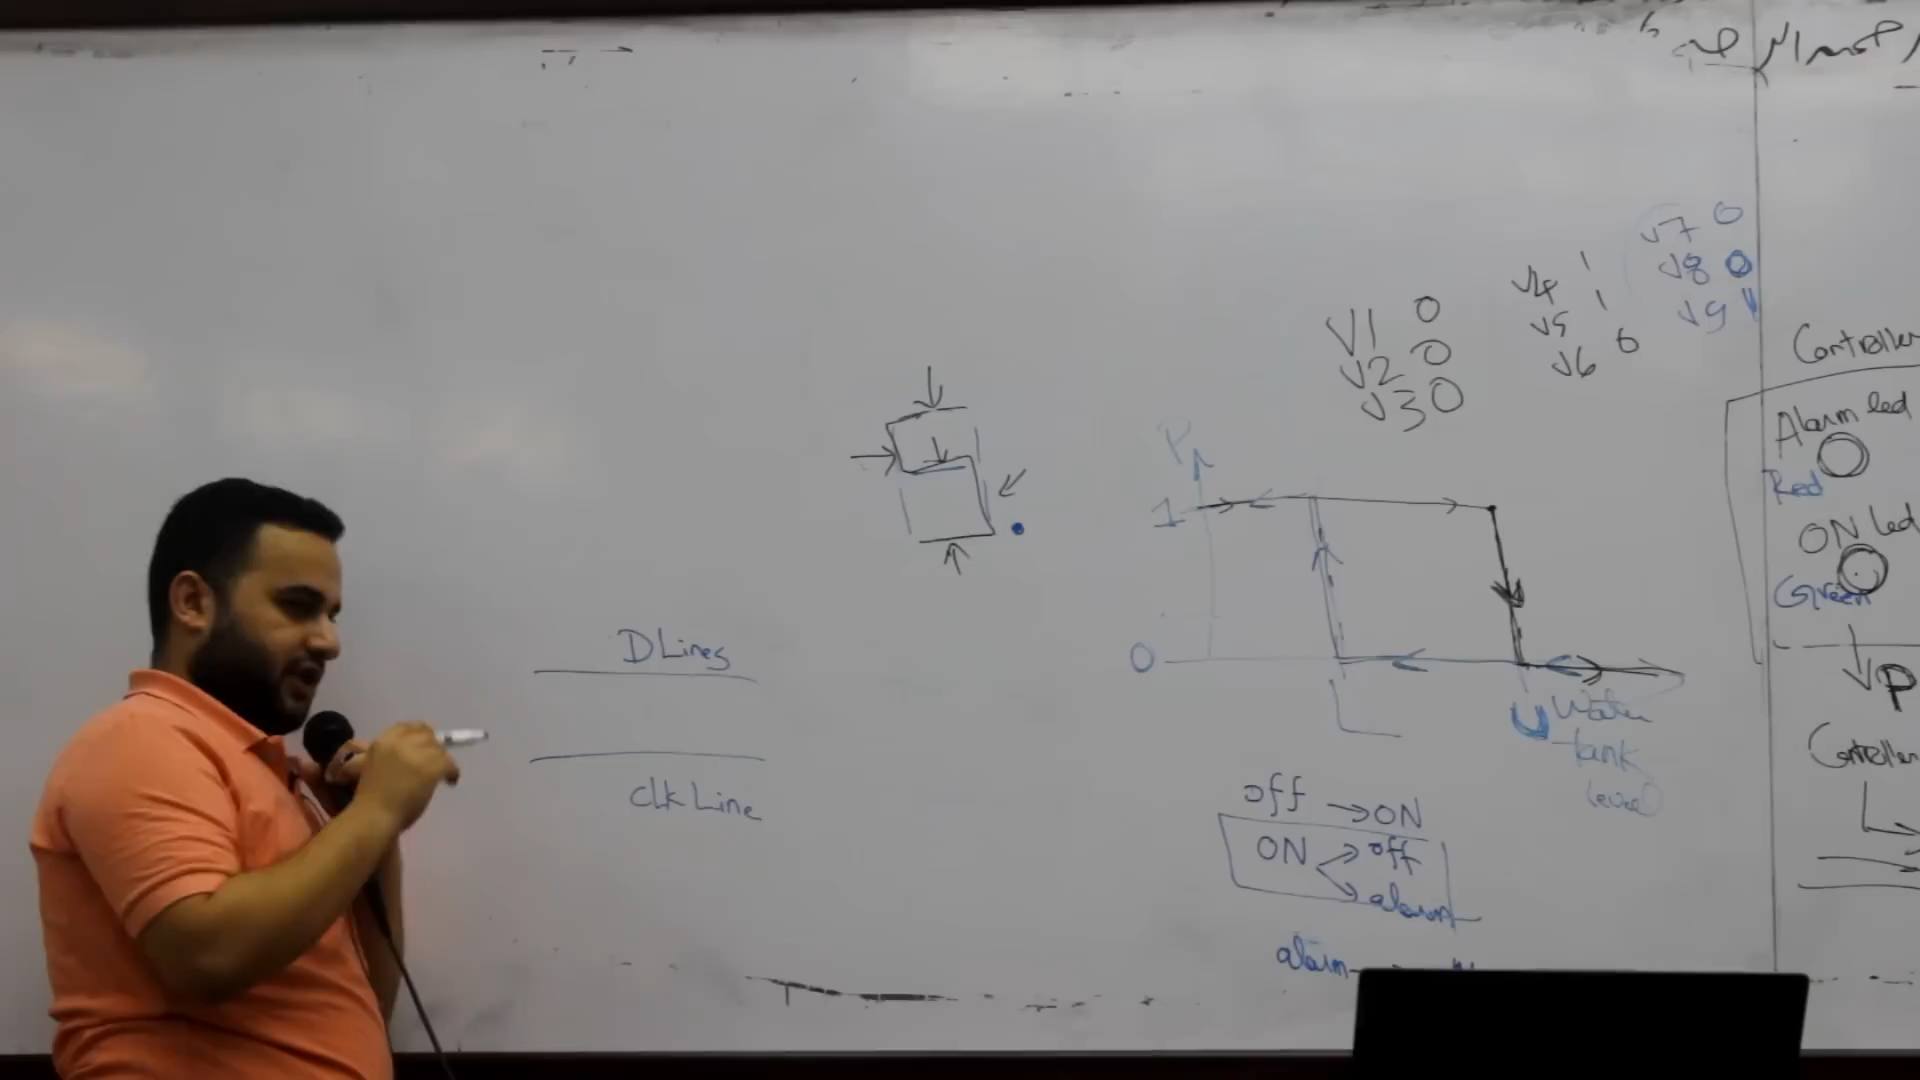 V7 0
V8 0
V9 1
V4 1
V5 1
V6 0
V1 0
V2 0
V3 0
Controller
Alarm led
Red
ON led
Green
P
1
0
Water
tank
level
P
Controller
D Lines
clk Line
off → ON
ON → off
→ alarm
alarm